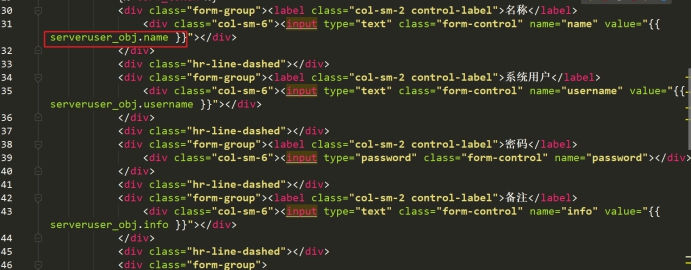 30 <div class="form-group"><label class="col-sm-2 control-label">名称</label>
31 <div class="col-sm-6"><input type="text" class="form-control" name="name" value="{{
serveruser_obj.name }}"></div>
32 </div>
33 <div class="hr-line-dashed"></div>
34 <div class="form-group"><label class="col-sm-2 control-label">系统用户</label>
35 <div class="col-sm-6"><input type="text" class="form-control" name="username" value="{{
serveruser_obj.username }}"></div>
36 </div>
37 <div class="hr-line-dashed"></div>
38 <div class="form-group"><label class="col-sm-2 control-label">密码</label>
39 <div class="col-sm-6"><input type="password" class="form-control" name="password"></div>
40 </div>
41 <div class="hr-line-dashed"></div>
42 <div class="form-group"><label class="col-sm-2 control-label">备注</label>
43 <div class="col-sm-6"><input type="text" class="form-control" name="info" value="{{
serveruser_obj.info }}"></div>
44 </div>
45 <div class="hr-line-dashed"></div>
46 <div class="form-group">